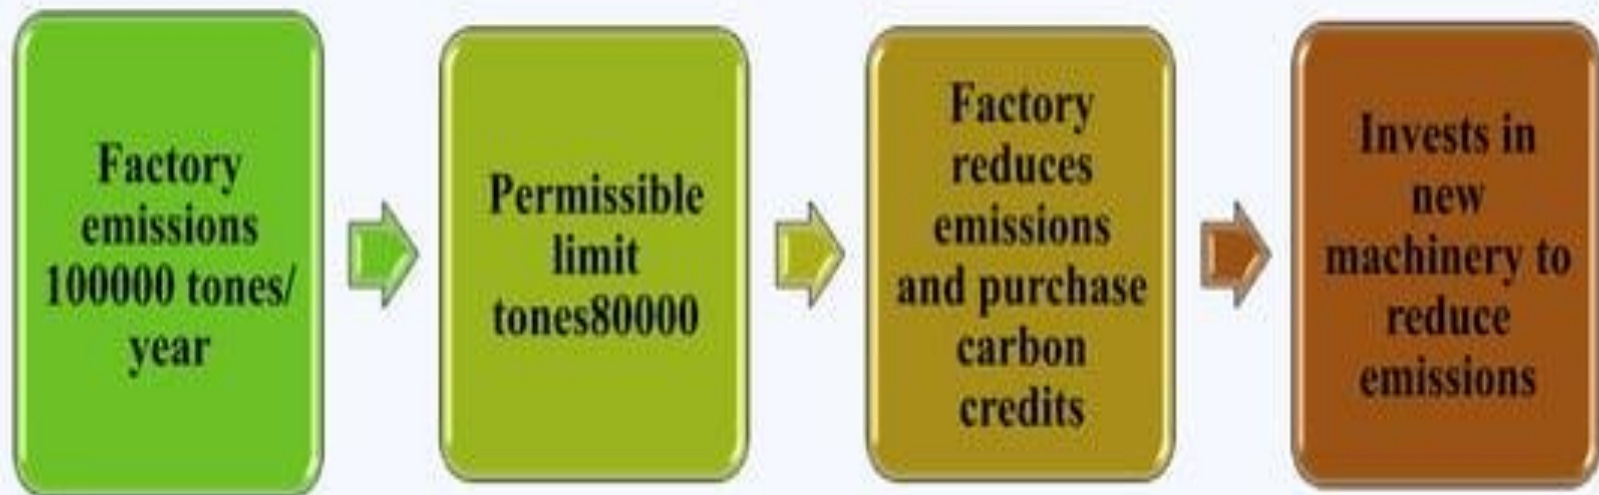 Factory
emissions
100000 tones/
year
Permissible
limit
tones80000
Factory
reduces
emissions
and purchase
carbon
credits
Invests in
new
machinery to
reduce
emissions